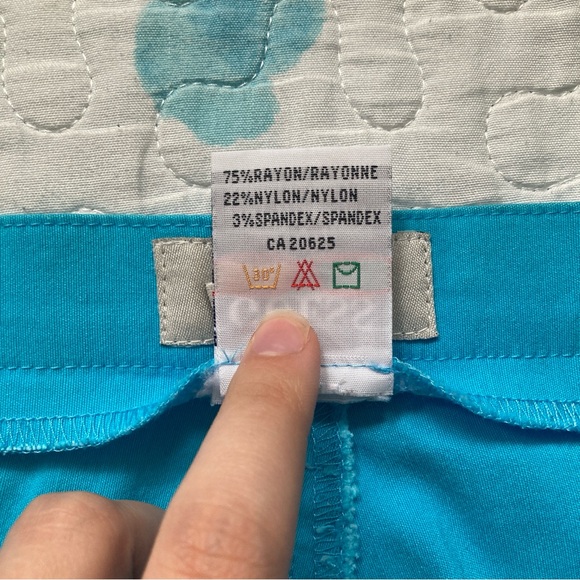 75%RAYON/RAYONNE
22%NYLON/NYLON
3%SPANDEX/SPANDEX
CA 20625
30°